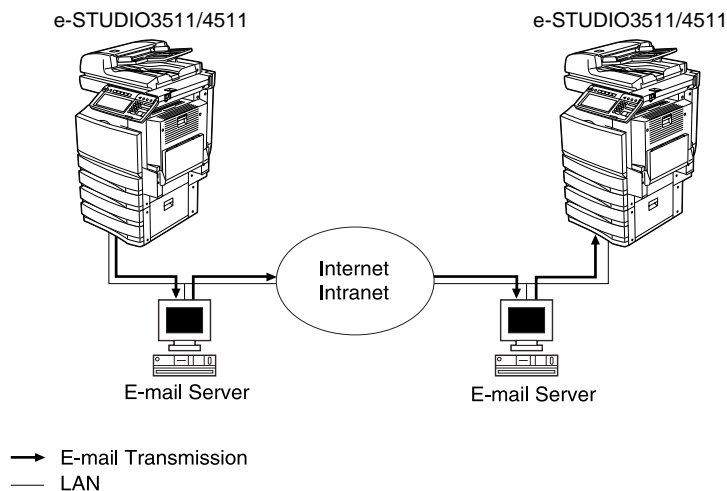 e-STUDIO3511/4511
e-STUDIO3511/4511
Internet
Intranet
E-mail Server
E-mail Server
E-mail Transmission
LAN